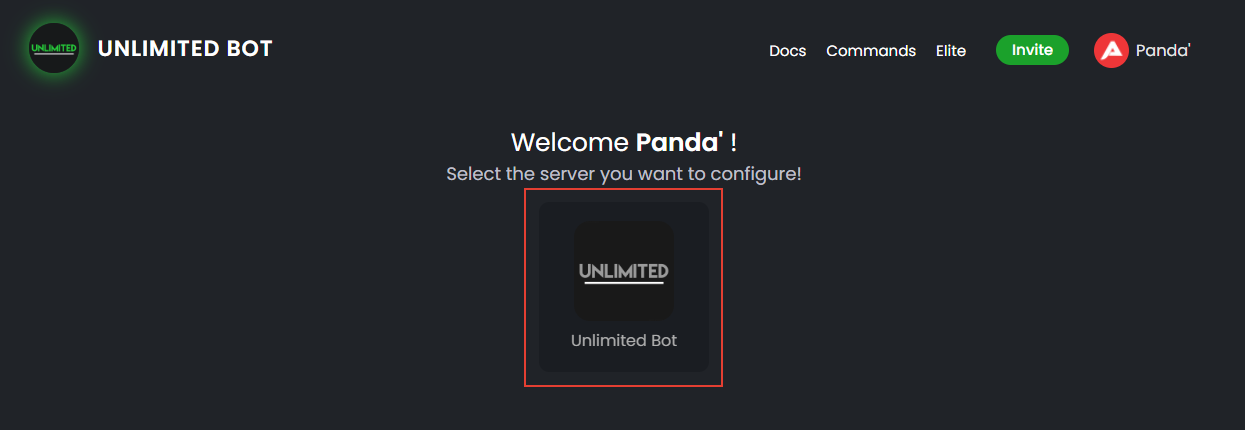 UNLIMITED
UNLIMITED BOT
Docs Commands Elite Invite Panda'
Welcome Panda' !
Select the server you want to configure!
UNLIMITED
Unlimited Bot